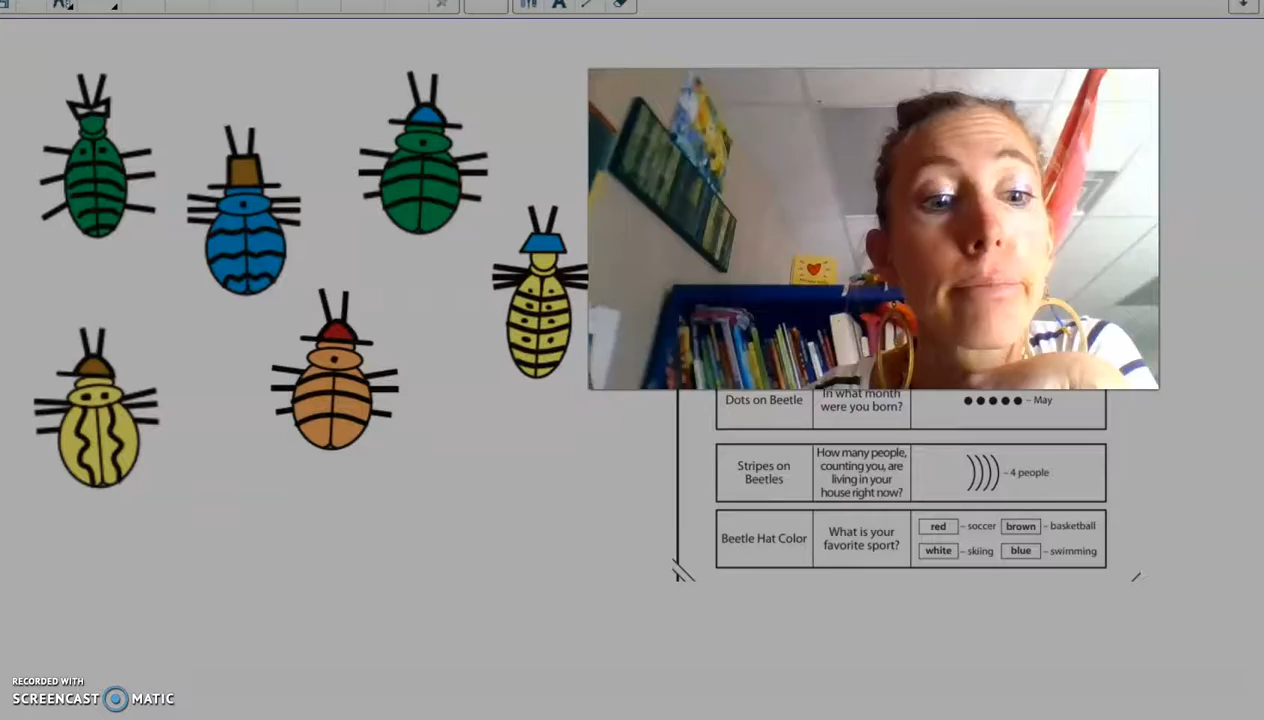 Dots on Beetle
In what month
were you born?
– May
Stripes on
Beetles
How many people,
counting you, are
living in your
house right now?
– 4 people
Beetle Hat Color
What is your
favorite sport?
red – soccer brown – basketball
white – skiing blue – swimming
RECORDED WITH
SCREENCAST MATIC